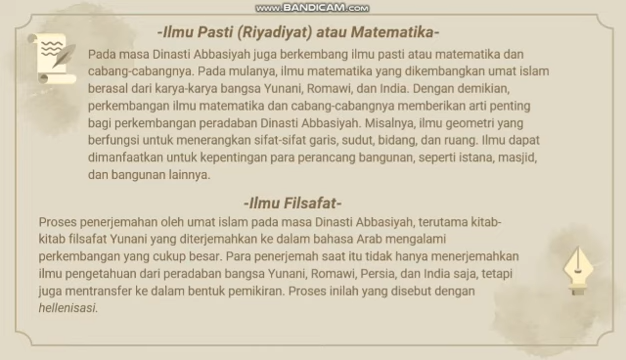 www.BANDICAM.com
-Ilmu Pasti (Riyadiyat) atau Matematika-
Pada masa Dinasti Abbasiyah juga berkembang ilmu pasti atau matematika dan
cabang-cabangnya. Pada mulanya, ilmu matematika yang dikembangkan umat islam
berasal dari karya-karya bangsa Yunani, Romawi, dan India. Dengan demikian,
perkembangan ilmu matematika dan cabang-cabangnya memberikan arti penting
bagi perkembangan peradaban Dinasti Abbasiyah. Misalnya, ilmu geometri yang
berfungsi untuk menerangkan sifat-sifat garis, sudut, bidang, dan ruang. Ilmu dapat
dimanfaatkan untuk kepentingan para perancang bangunan, seperti istana, masjid,
dan bangunan lainnya.
-Ilmu Filsafat-
Proses penerjemahan oleh umat islam pada masa Dinasti Abbasiyah, terutama kitab-
kitab filsafat Yunani yang diterjemahkan ke dalam bahasa Arab mengalami
perkembangan yang cukup besar. Para penerjemah saat itu tidak hanya menerjemahkan
ilmu pengetahuan dari peradaban bangsa Yunani, Romawi, Persia, dan India saja, tetapi
juga mentransfer ke dalam bentuk pemikiran. Proses inilah yang disebut dengan
hellenisasi.